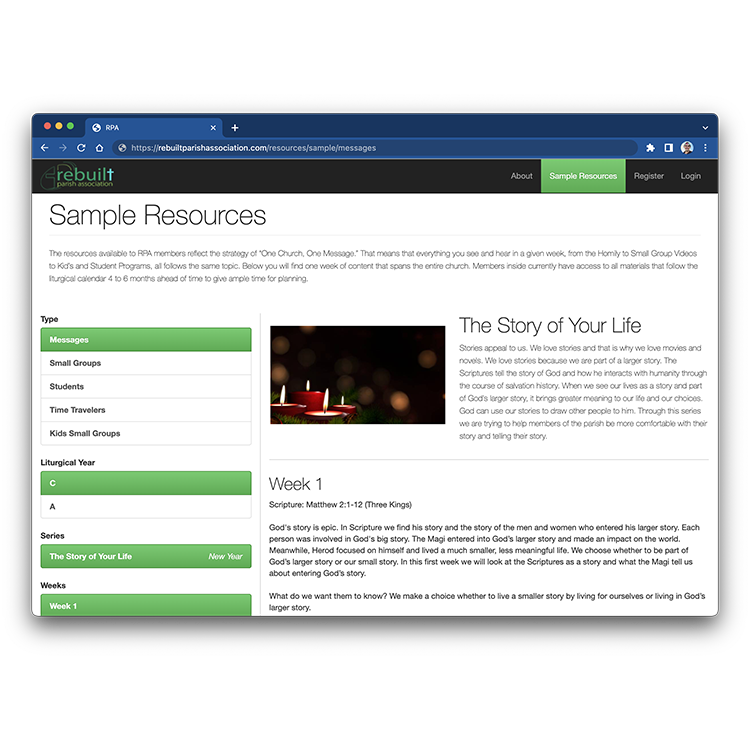 RPA
https://rebuiltparishassociation.com/resources/sample/messages
rebuilt
parish association
About
Sample Resources
Register
Login
Sample Resources
The resources available to RPA members reflect the strategy of "One Church, One Message." That means that everything you see and hear in a given week, from the Homily to Small Group Videos
to Kid's and Student Programs, all follows the same topic. Below you will find one week of content that spans the entire church. Members inside currently have access to all materials that follow the
liturgical calendar 4 to 6 months ahead of time to give ample time for planning.
Type
Messages
Small Groups
Students
Time Travelers
Kids Small Groups
Liturgical Year
C
A
Series
The Story of Your Life New Year
Weeks
Week 1
The Story of Your Life
Stories appeal to us. We love stories and that is why we love movies and
novels. We love stories because we are part of a larger story. The
Scriptures tell the story of God and how he interacts with humanity through
the course of salvation history. When we see our lives as a story and part
of God's larger story, it brings greater meaning to our life and our choices.
God can use our stories to draw other people to him. Through this series
we are trying to help members of the parish be more comfortable with their
story and telling their story.
Week 1
Scripture: Matthew 2:1-12 (Three Kings)
God's story is epic. In Scripture we find his story and the story of the men and women who entered his larger story. Each
person was involved in God's big story. The Magi entered into God's larger story and made an impact on the world.
Meanwhile, Herod focused on himself and lived a much smaller, less meaningful life. We choose whether to be part of
God's larger story or our small story. In this first week we will look at the Scriptures as a story and what the Magi tell us
about entering God's story.
What do we want them to know? We make a choice whether to live a smaller story by living for ourselves or living in God's
larger story.